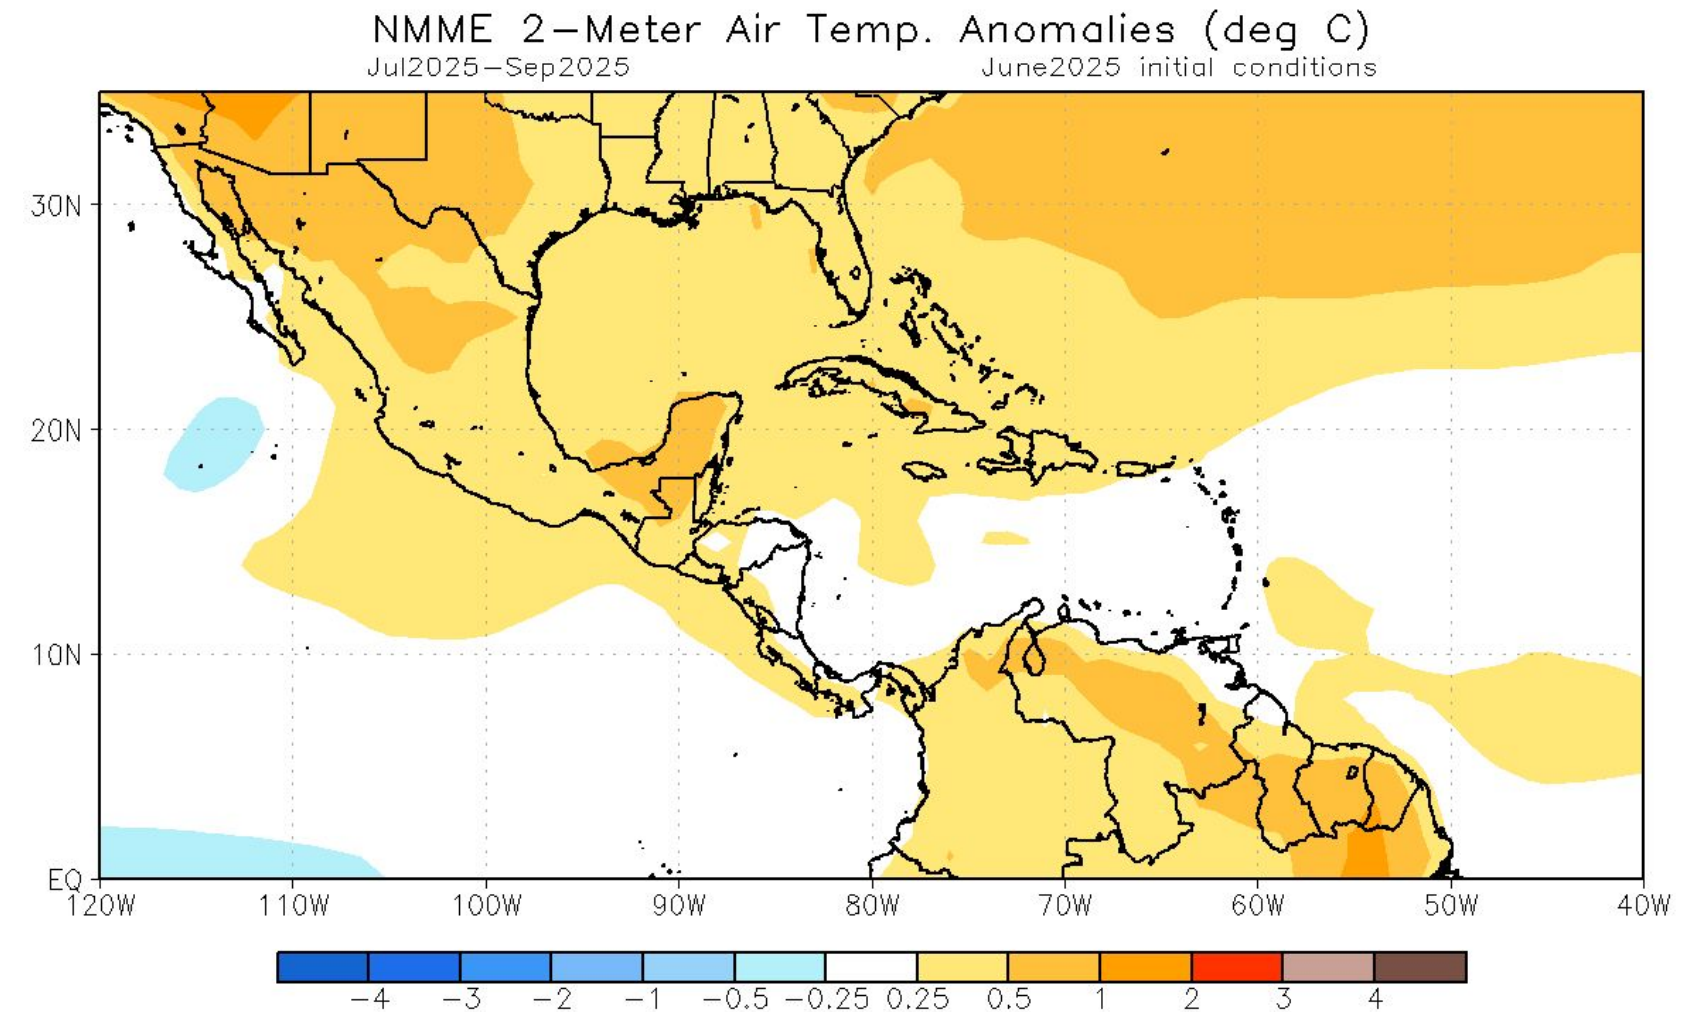 NMME 2-Meter Air Temp. Anomalies (deg C)
Jul2025-Sep2025 June2025 initial conditions
30N
20N
10N
EQ
120W 110W 100W 90W 80W 70W 60W 50W 40W
-4 -3 -2 -1 -0.5 -0.25 0.25 0.5 1 2 3 4